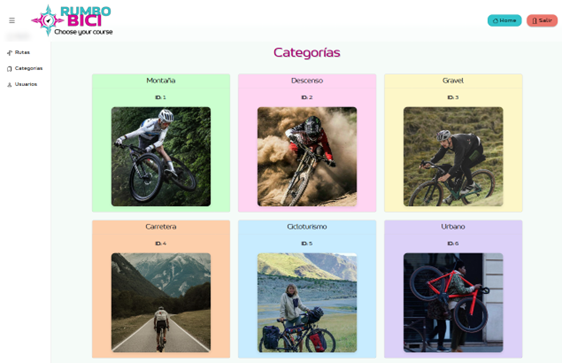 RUMBO
BICI
Choose your course
Home
Salir
Rutas
Categorias
Usuarios
Categorías
Montaña
ID: 1
Descenso
ID: 2
Gravel
ID: 3
Carretera
ID: 4
Cicloturismo
ID: 5
Urbano
ID: 6